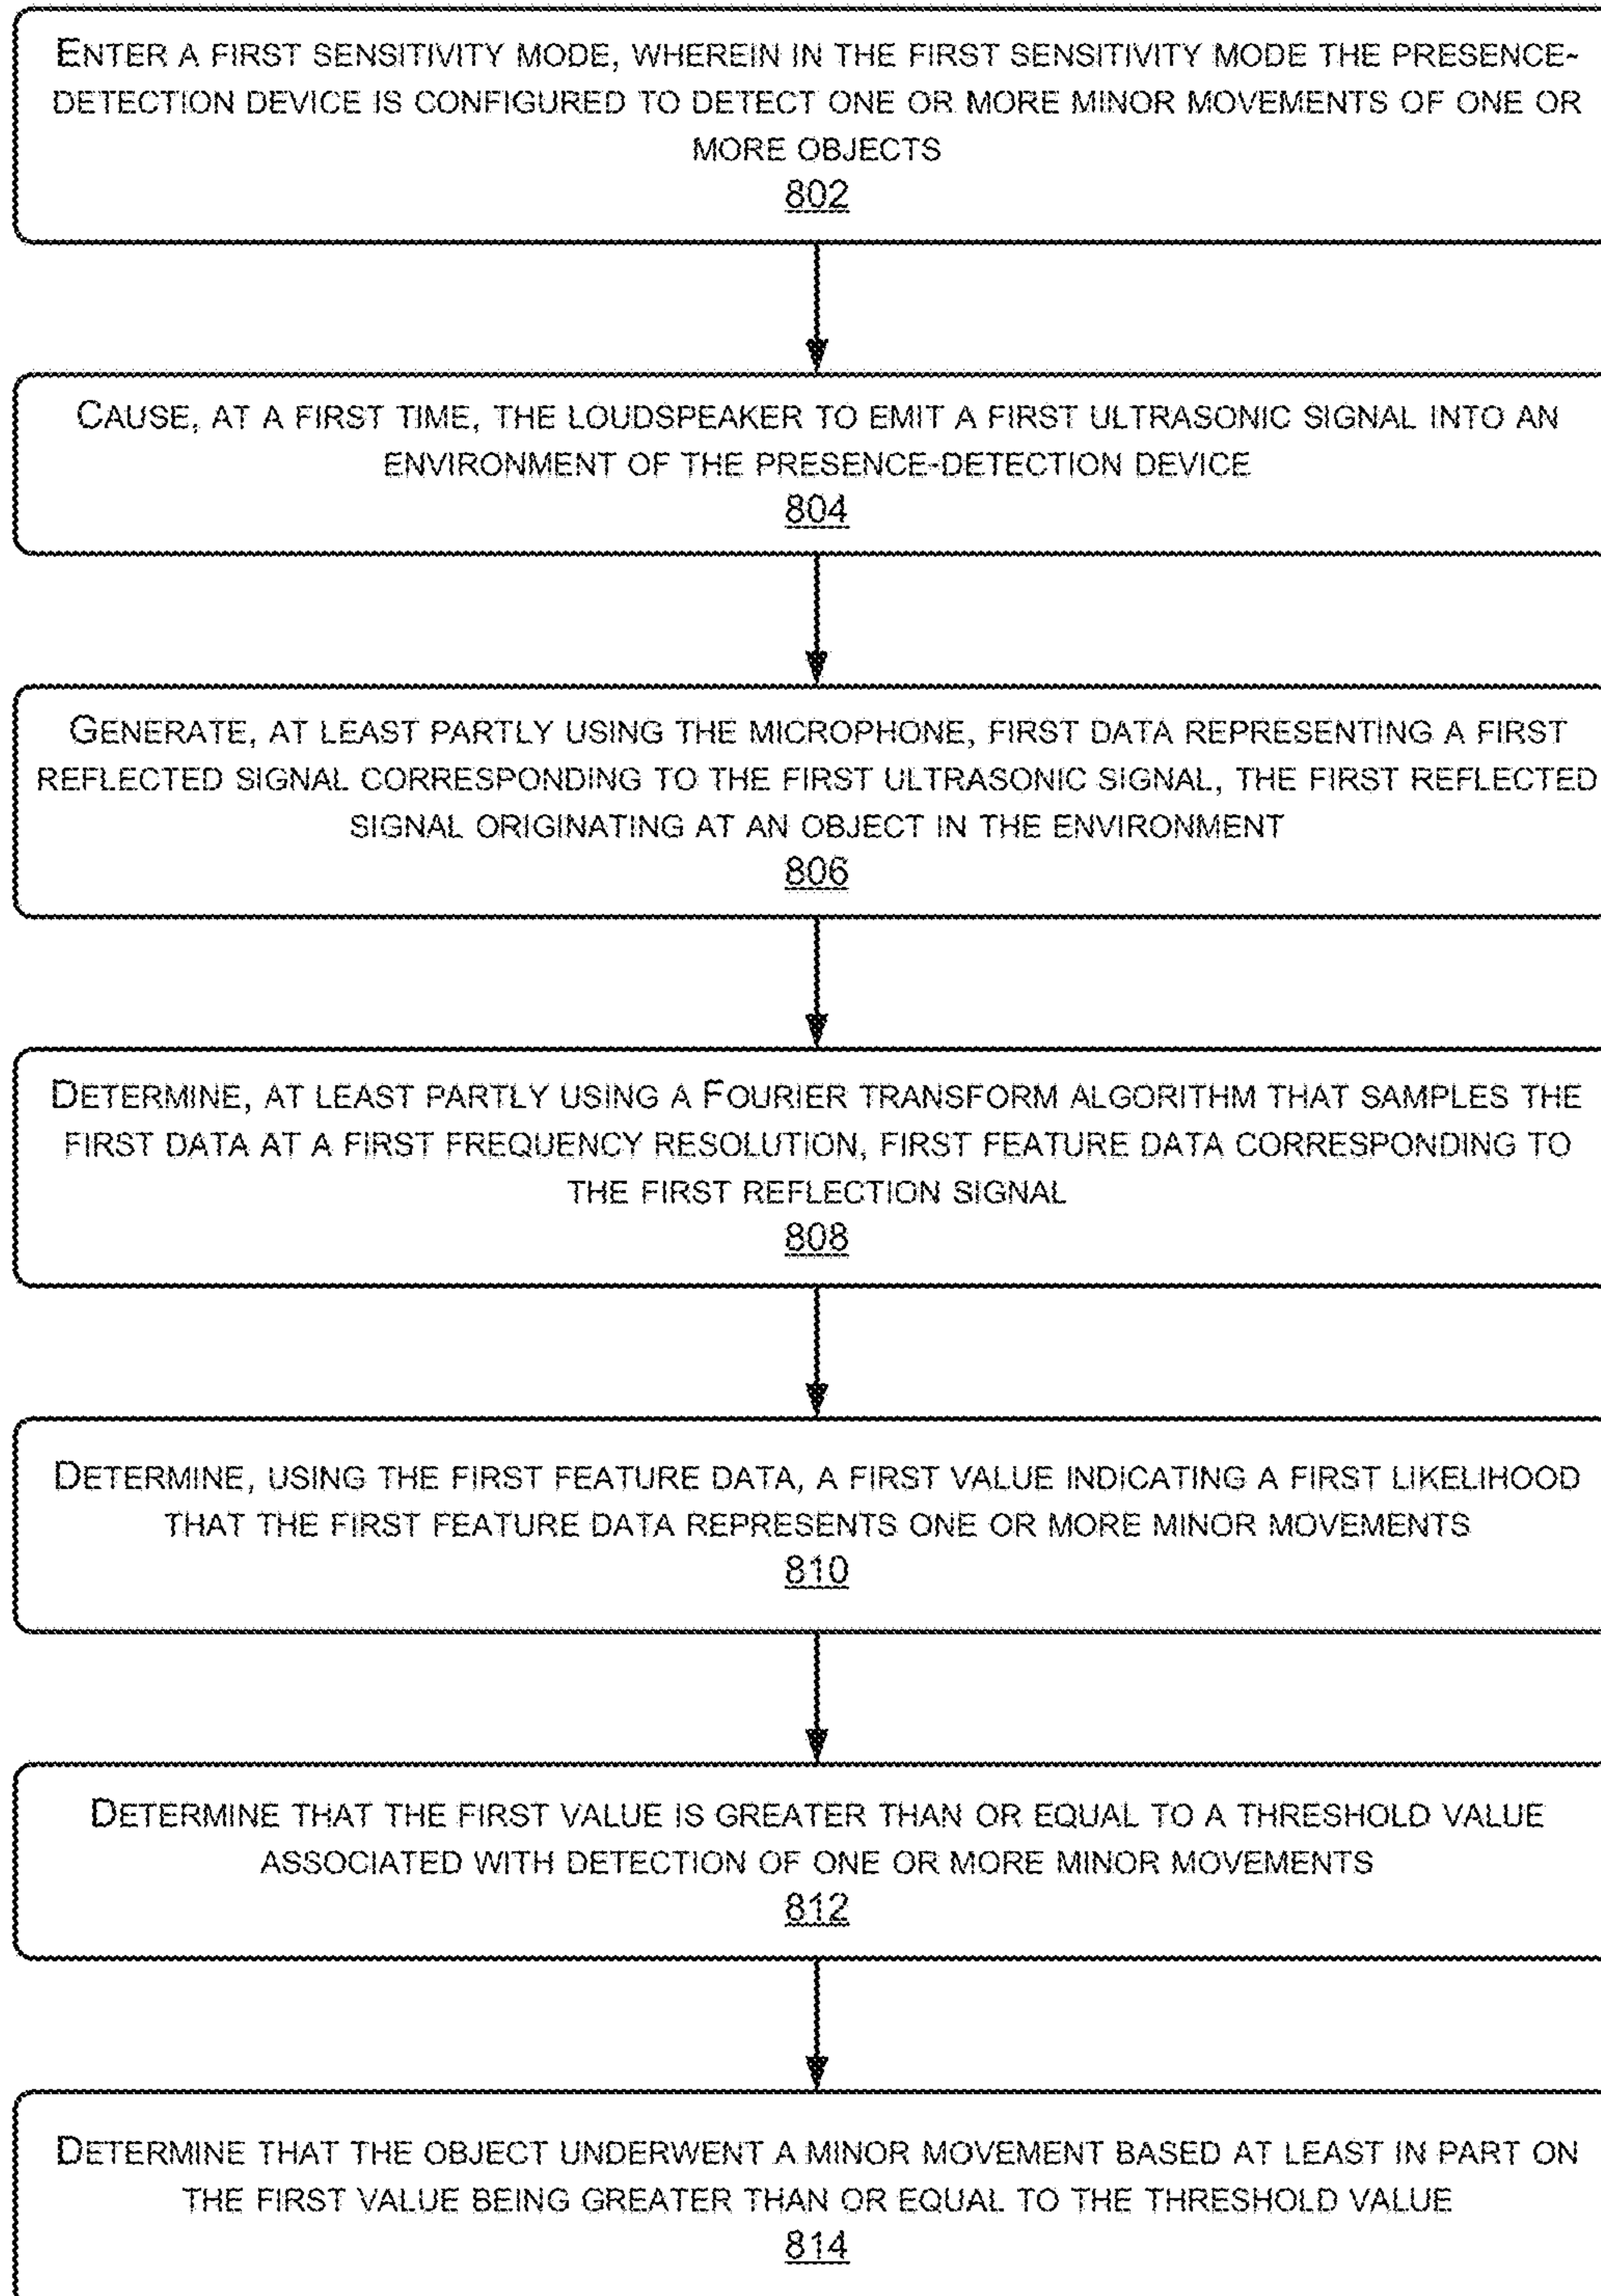 ENTER A FIRST SENSITIVITY MODE, WHEREIN IN THE FIRST SENSITIVITY MODE THE PRESENCE-
DETECTION DEVICE IS CONFIGURED TO DETECT ONE OR MORE MINOR MOVEMENTS OF ONE OR
MORE OBJECTS
802
CAUSE, AT A FIRST TIME, THE LOUDSPEAKER TO EMIT A FIRST ULTRASONIC SIGNAL INTO AN
ENVIRONMENT OF THE PRESENCE-DETECTION DEVICE
804
GENERATE, AT LEAST PARTLY USING THE MICROPHONE, FIRST DATA REPRESENTING A FIRST
REFLECTED SIGNAL CORRESPONDING TO THE FIRST ULTRASONIC SIGNAL, THE FIRST REFLECTED
SIGNAL ORIGINATING AT AN OBJECT IN THE ENVIRONMENT
806
DETERMINE, AT LEAST PARTLY USING A FOURIER TRANSFORM ALGORITHM THAT SAMPLES THE
FIRST DATA AT A FIRST FREQUENCY RESOLUTION, FIRST FEATURE DATA CORRESPONDING TO
THE FIRST REFLECTION SIGNAL
808
DETERMINE, USING THE FIRST FEATURE DATA, A FIRST VALUE INDICATING A FIRST LIKELIHOOD
THAT THE FIRST FEATURE DATA REPRESENTS ONE OR MORE MINOR MOVEMENTS
810
DETERMINE THAT THE FIRST VALUE IS GREATER THAN OR EQUAL TO A THRESHOLD VALUE
ASSOCIATED WITH DETECTION OF ONE OR MORE MINOR MOVEMENTS
812
DETERMINE THAT THE OBJECT UNDERWENT A MINOR MOVEMENT BASED AT LEAST IN PART ON
THE FIRST VALUE BEING GREATER THAN OR EQUAL TO THE THRESHOLD VALUE
814